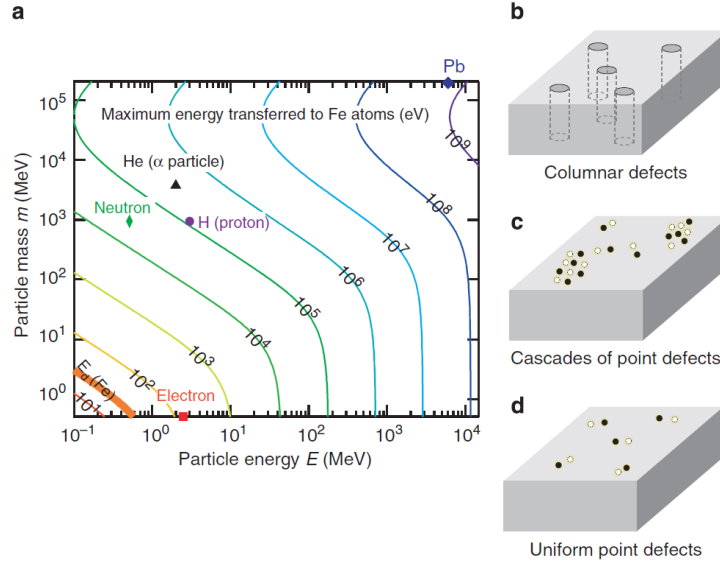 a
Pb
10⁵
10⁴
10³
10²
10¹
10⁰
Particle mass m (MeV)
Maximum energy transferred to Fe atoms (eV)
He (α particle)
Neutron
H (proton)
Electron
E_d (Fe)
10¹
10²
10³
10⁴
10⁵
10⁶
10⁷
10⁸
10⁹
10⁻¹
10⁰
10¹
10²
10³
10⁴
Particle energy E (MeV)
b
Columnar defects
c
Cascades of point defects
d
Uniform point defects